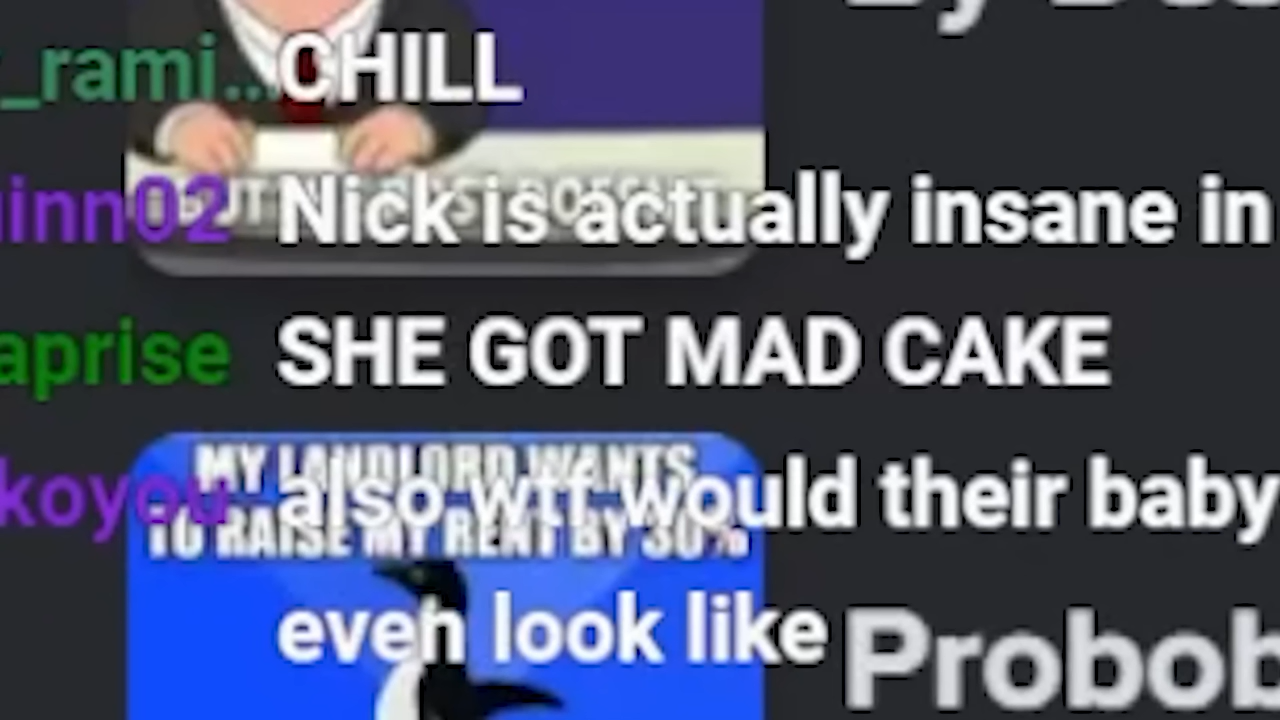 By
_rami... CHILL
inn02 Nick is actually insane in
aprise SHE GOT MAD CAKE
MY LANDLORD WANTS
koyou also wtf would their baby
TO RAISE MY RENT BY 30%
even look like
Probob